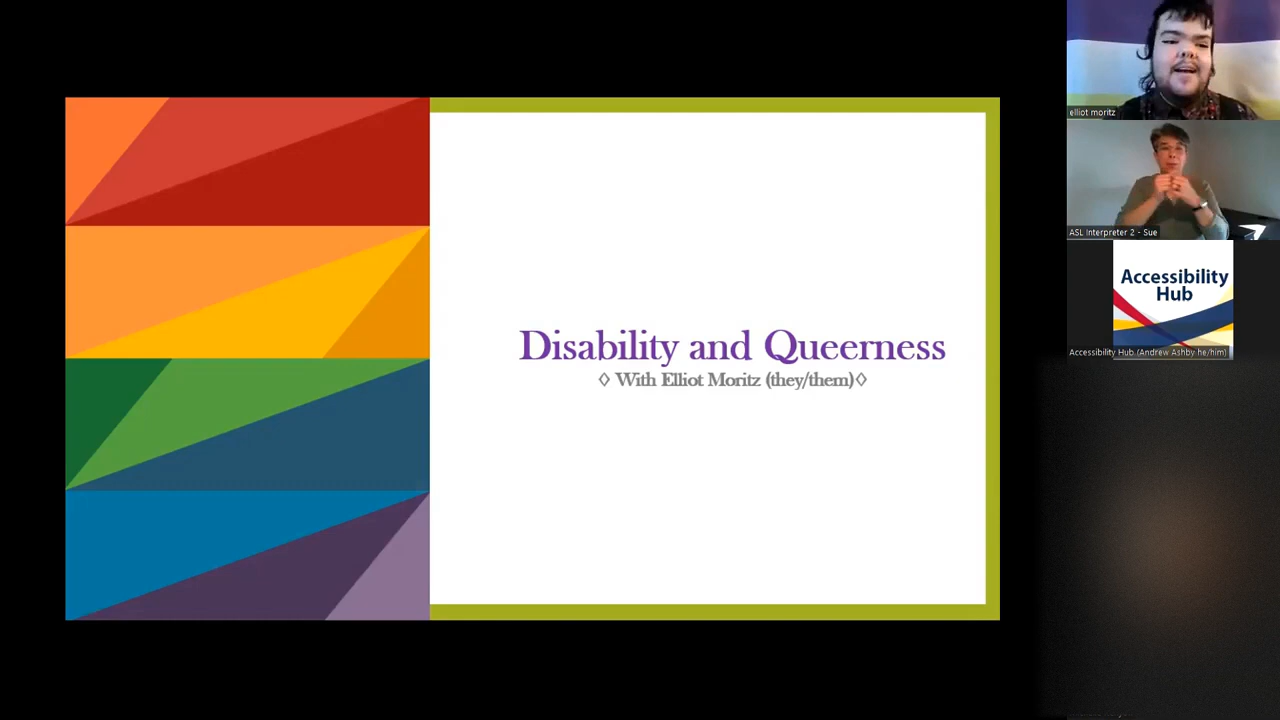 Disability and Queerness
◊ With Elliot Moritz (they/them)◊
elliot moritz
ASL Interpreter 2 - Sue
Accessibility
Hub
Accessibility Hub (Andrew Ashby he/him)